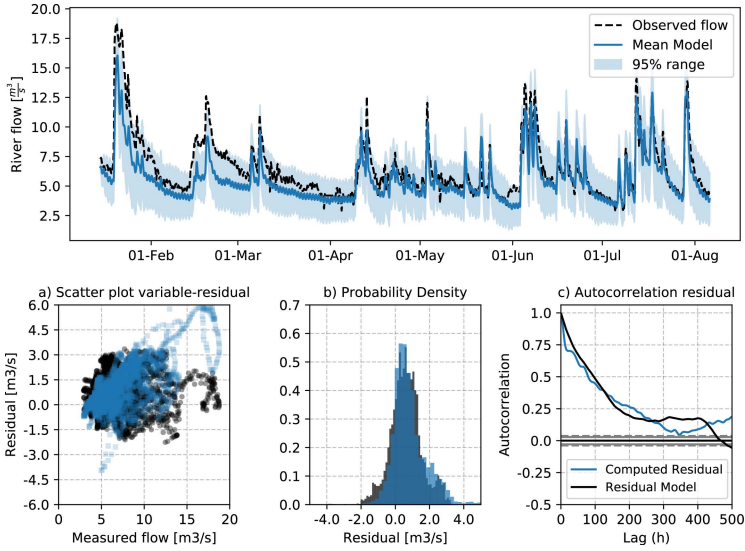 20.0
17.5
15.0
12.5
10.0
7.5
5.0
2.5
River flow [m³/s]
Observed flow
Mean Model
95% range
01-Feb 01-Mar 01-Apr 01-May 01-Jun 01-Jul 01-Aug
a) Scatter plot variable-residual
6.0
4.5
3.0
1.5
0.0
-1.5
-3.0
-4.5
-6.0
Residual [m3/s]
0 5 10 15 20
Measured flow [m3/s]
b) Probability Density
0.7
0.6
0.5
0.4
0.3
0.2
0.1
0.0
-4.0 -2.0 0.0 2.0 4.0
Residual [m3/s]
c) Autocorrelation residual
1.0
0.75
0.5
0.25
0.0
-0.25
-0.5
Autocorrelation
Computed Residual
Residual Model
0 100 200 300 400 500
Lag (h)